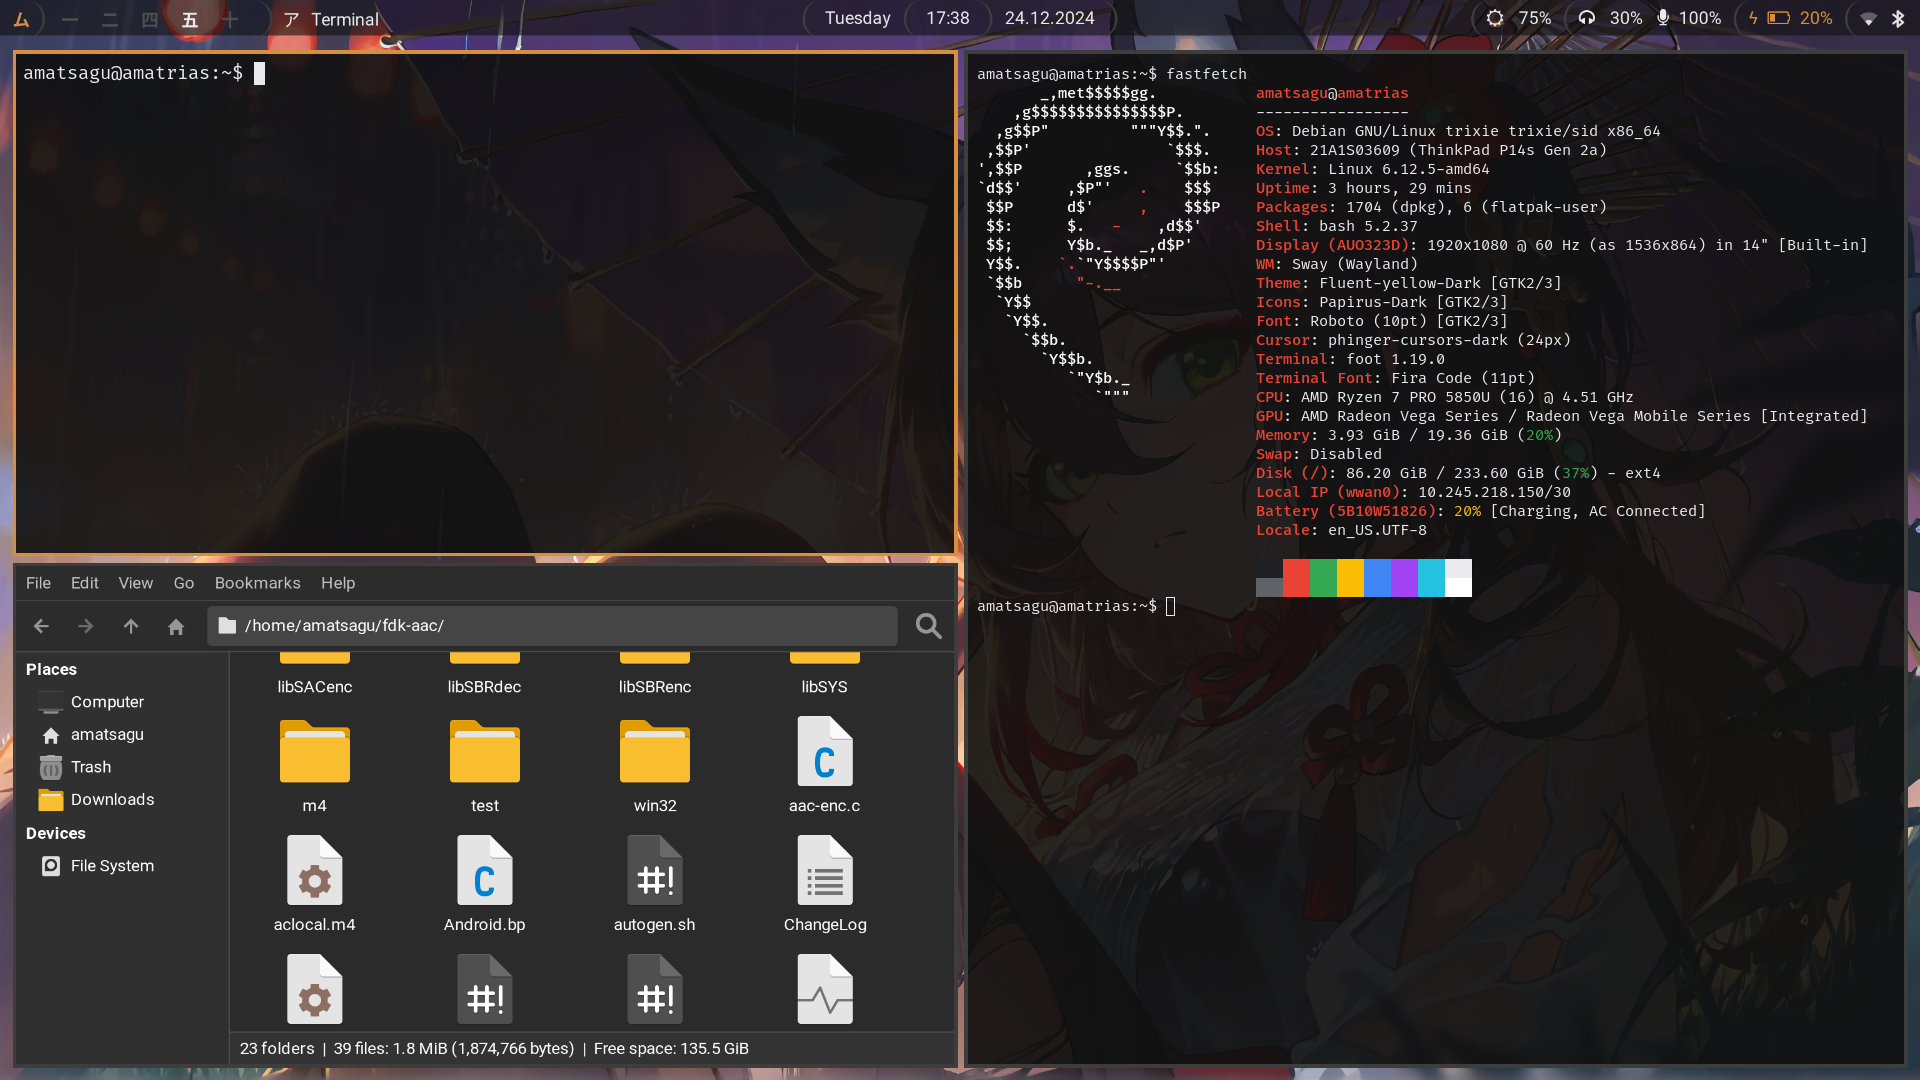 ム 一 二 四 五 十 ア Terminal
Tuesday 17:38 24.12.2024
75% 30% 100% 20%
amatsagu@amatrias:~$
File Edit View Go Bookmarks Help
/home/amatsagu/fdk-aac/
Places
Computer
amatsagu
Trash
Downloads
Devices
File System
libSACenc libSBRdec libSBRenc libSYS
m4 test win32 aac-enc.c
aclocal.m4 Android.bp autogen.sh ChangeLog
23 folders | 39 files: 1.8 MiB (1,874,766 bytes) | Free space: 135.5 GiB
amatsagu@amatrias:~$ fastfetch
_,met$$$$$gg.
,g$$$$$$$$$$$$$$$P.
,g$$P"         """Y$$.".
,$$P'               `$$$.
',$$P       ,ggs.     `$$b:
`d$$'     ,$P"'   .    $$$
$$P      d$'     ,    $$$P
$$:      $.   -    ,d$$'
$$;      Y$b._   _,d$P'
Y$$.    `.`"Y$$$$P"'
`$$b      "-.__
`Y$$
`Y$$.
`$$b.
`Y$$b.
`"Y$b._
`"""
amatsagu@amatrias
-----------------
OS: Debian GNU/Linux trixie trixie/sid x86_64
Host: 21A1S03609 (ThinkPad P14s Gen 2a)
Kernel: Linux 6.12.5-amd64
Uptime: 3 hours, 29 mins
Packages: 1704 (dpkg), 6 (flatpak-user)
Shell: bash 5.2.37
Display (AUO323D): 1920x1080 @ 60 Hz (as 1536x864) in 14" [Built-in]
WM: Sway (Wayland)
Theme: Fluent-yellow-Dark [GTK2/3]
Icons: Papirus-Dark [GTK2/3]
Font: Roboto (10pt) [GTK2/3]
Cursor: phinger-cursors-dark (24px)
Terminal: foot 1.19.0
Terminal Font: Fira Code (11pt)
CPU: AMD Ryzen 7 PRO 5850U (16) @ 4.51 GHz
GPU: AMD Radeon Vega Series / Radeon Vega Mobile Series [Integrated]
Memory: 3.93 GiB / 19.36 GiB (20%)
Swap: Disabled
Disk (/): 86.20 GiB / 233.60 GiB (37%) - ext4
Local IP (wwan0): 10.245.218.150/30
Battery (5B10W51826): 20% [Charging, AC Connected]
Locale: en_US.UTF-8
amatsagu@amatrias:~$